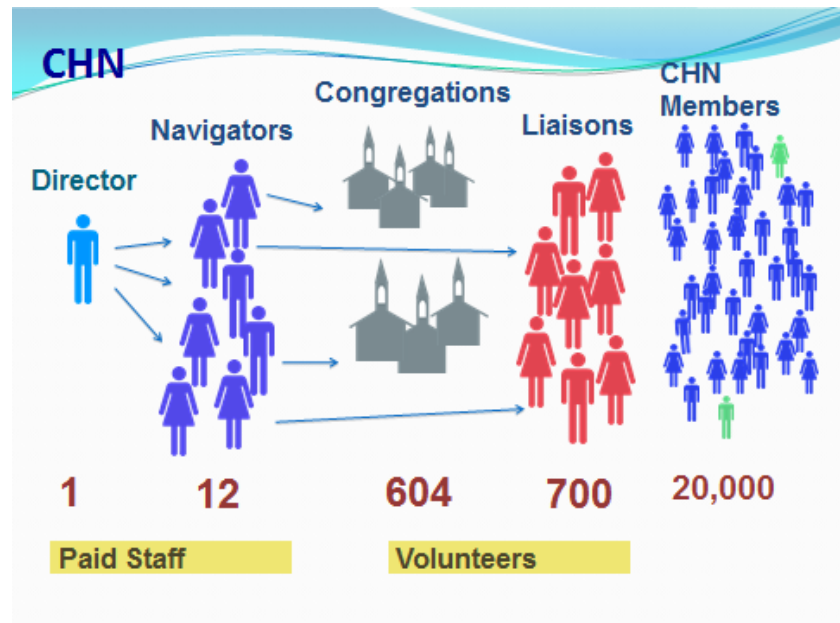 CHN
Director
Navigators
Congregations
Liaisons
CHN
Members
1
12
604
700
20,000
Paid Staff
Volunteers